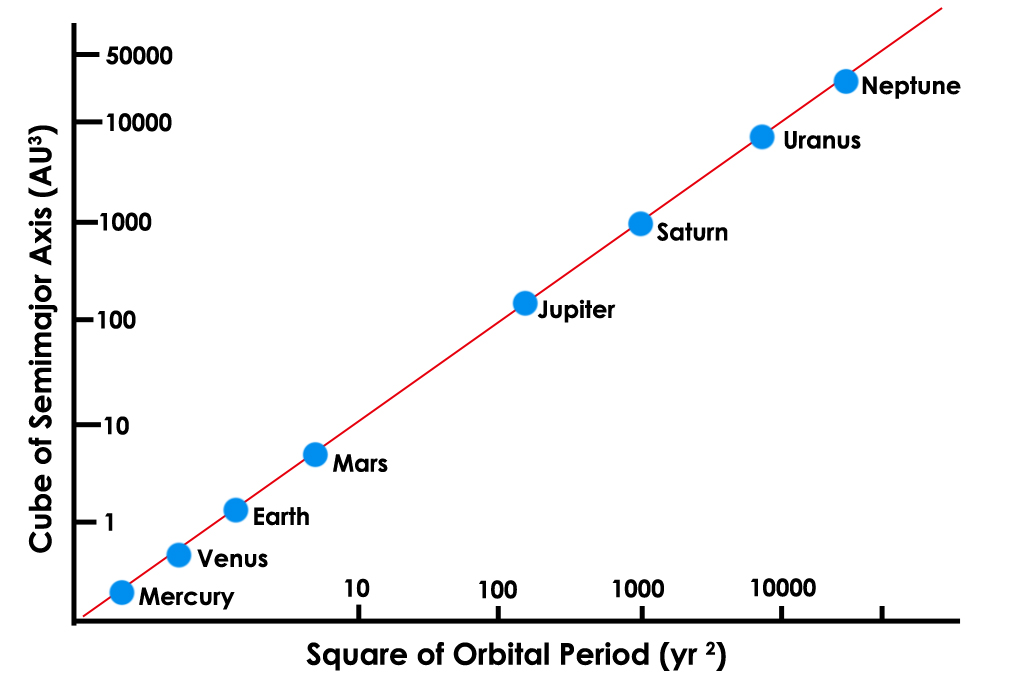 50000
10000
1000
100
10
1
Cube of Semimajor Axis (AU³)
Neptune
Uranus
Saturn
Jupiter
Mars
Earth
Venus
Mercury
10 100 1000 10000
Square of Orbital Period (yr ²)